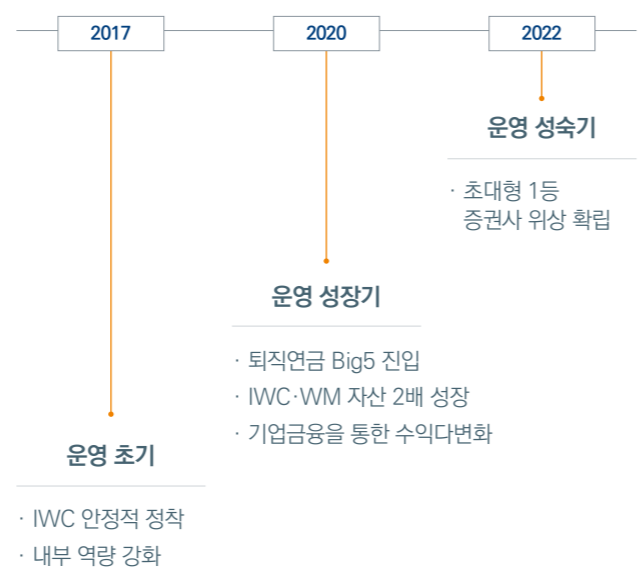 2017
2020
2022
운영 성숙기
· 초대형 1등
증권사 위상 확립
운영 성장기
· 퇴직연금 Big5 진입
· IWC·WM 자산 2배 성장
· 기업금융을 통한 수익다변화
운영 초기
· IWC 안정적 정착
· 내부 역량 강화